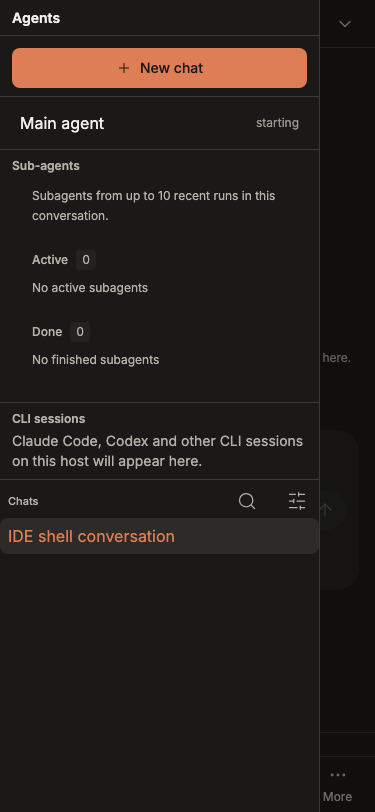 Agents
+ New chat
Main agent
starting
Sub-agents
Subagents from up to 10 recent runs in this
conversation.
Active 0
No active subagents
Done 0
No finished subagents
CLI sessions
Claude Code, Codex and other CLI sessions
on this host will appear here.
Chats
IDE shell conversation
here.
More